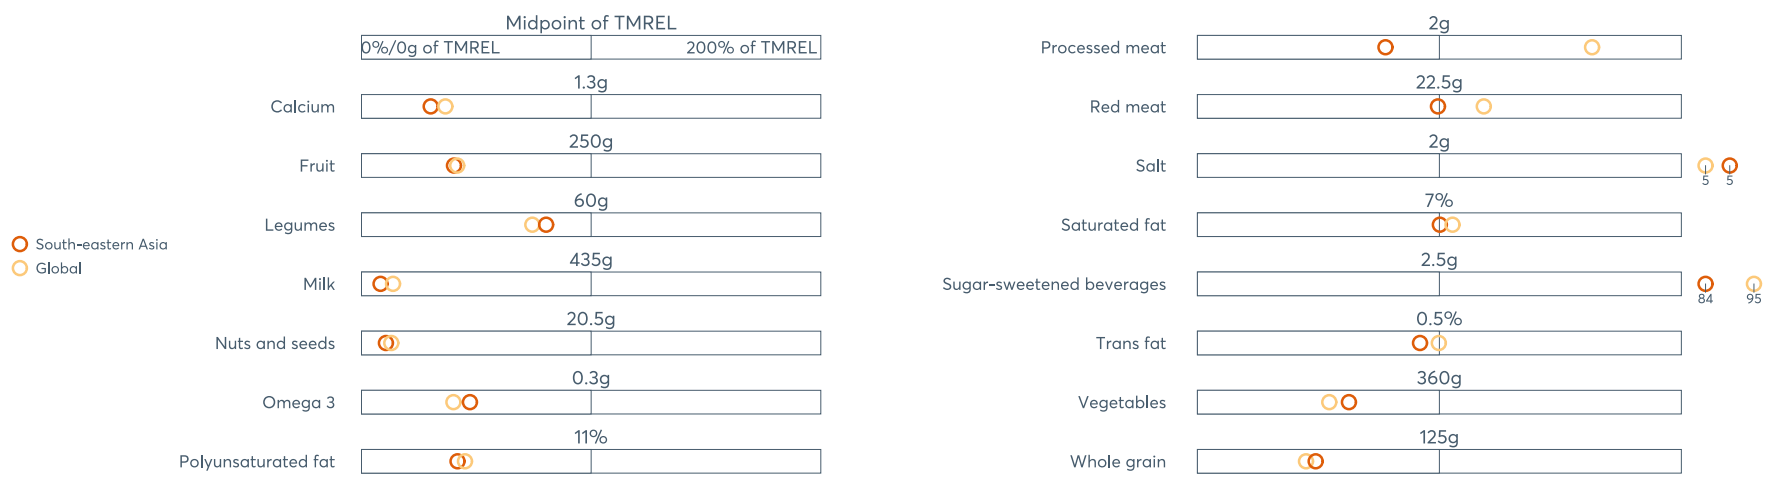 Midpoint of TMREL
0%/0g of TMREL
200% of TMREL
1.3g
Calcium
250g
Fruit
60g
Legumes
South-eastern Asia
Global
435g
Milk
20.5g
Nuts and seeds
0.3g
Omega 3
11%
Polyunsaturated fat
2g
Processed meat
22.5g
Red meat
2g
Salt
5
5
7%
Saturated fat
2.5g
Sugar-sweetened beverages
84
95
0.5%
Trans fat
360g
Vegetables
125g
Whole grain